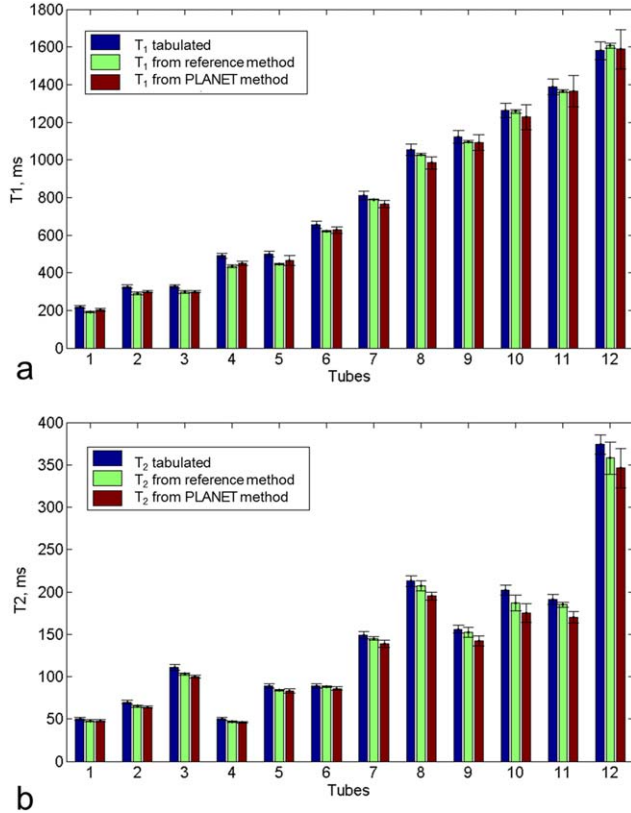 1800
1600
1400
1200
1000
800
600
400
200
0
T1, ms
T₁ tabulated
T₁ from reference method
T₁ from PLANET method
1 2 3 4 5 6 7 8 9 10 11 12
Tubes
a
400
350
300
250
200
150
100
50
0
T2, ms
T₂ tabulated
T₂ from reference method
T₂ from PLANET method
1 2 3 4 5 6 7 8 9 10 11 12
Tubes
b